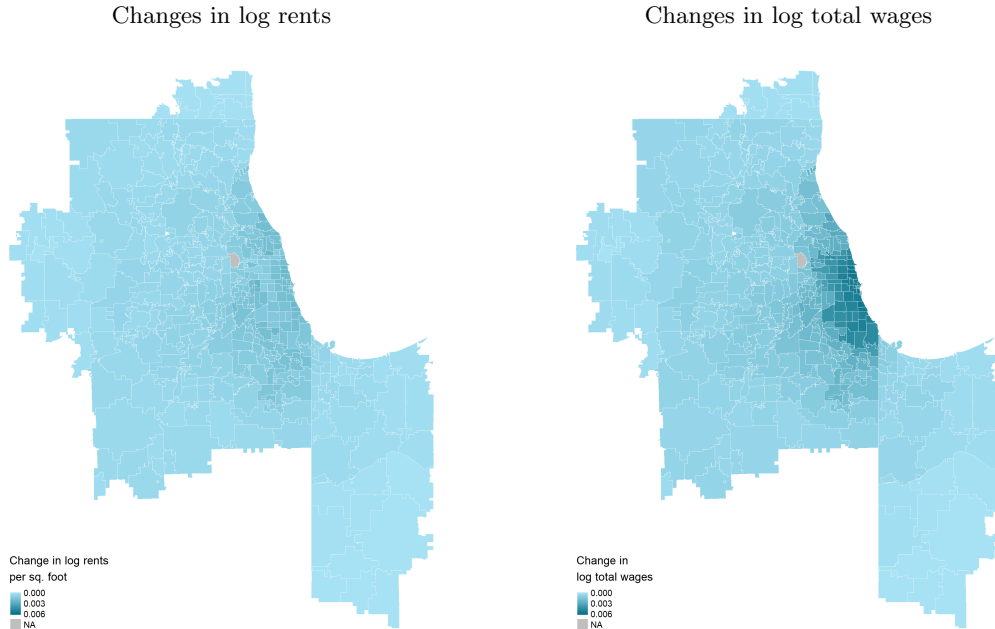 Changes in log rents
Changes in log total wages
Change in log rents
per sq. foot
0.000
0.003
0.006
NA
Change in
log total wages
0.000
0.003
0.006
NA